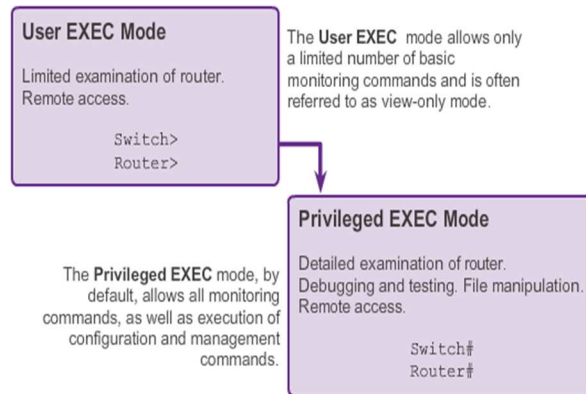 User EXEC Mode
Limited examination of router.
Remote access.
Switch>
Router>
The User EXEC mode allows only
a limited number of basic
monitoring commands and is often
referred to as view-only mode.
Privileged EXEC Mode
Detailed examination of router.
Debugging and testing. File manipulation.
Remote access.
Switch#
Router#
The Privileged EXEC mode, by
default, allows all monitoring
commands, as well as execution of
configuration and management
commands.